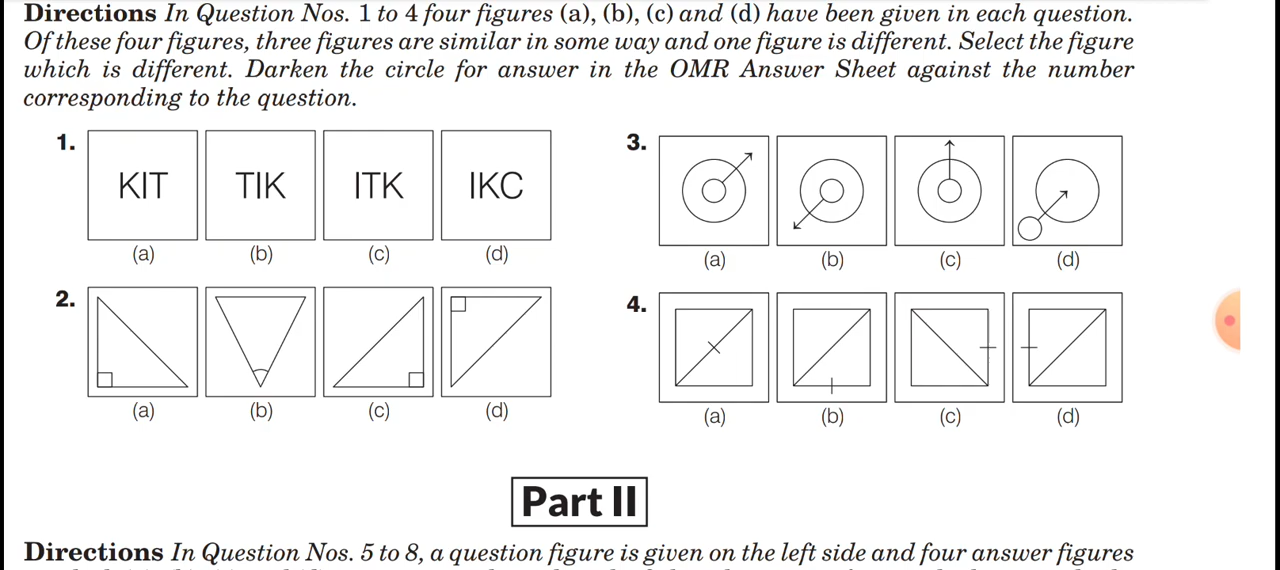 Directions In Question Nos. 1 to 4 four figures (a), (b), (c) and (d) have been given in each question.
Of these four figures, three figures are similar in some way and one figure is different. Select the figure
which is different. Darken the circle for answer in the OMR Answer Sheet against the number
corresponding to the question.
1.
KIT TIK ITK IKC
(a) (b) (c) (d)
2.
(a) (b) (c) (d)
3.
(a) (b) (c) (d)
4.
(a) (b) (c) (d)
Part II
Directions In Question Nos. 5 to 8, a question figure is given on the left side and four answer figures